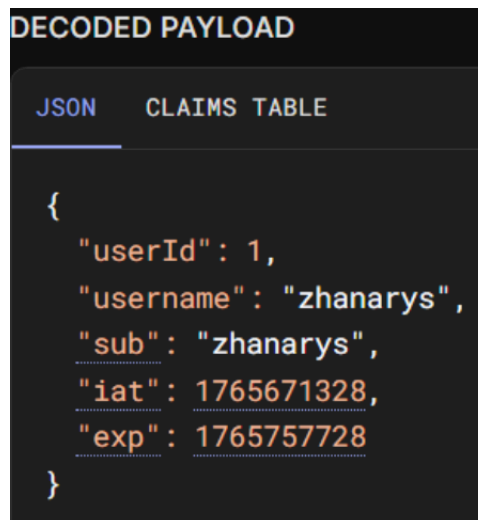 DECODED PAYLOAD
JSON CLAIMS TABLE
{
"userId": 1,
"username": "zhanarys",
"sub": "zhanarys",
"iat": 1765671328,
"exp": 1765757728
}